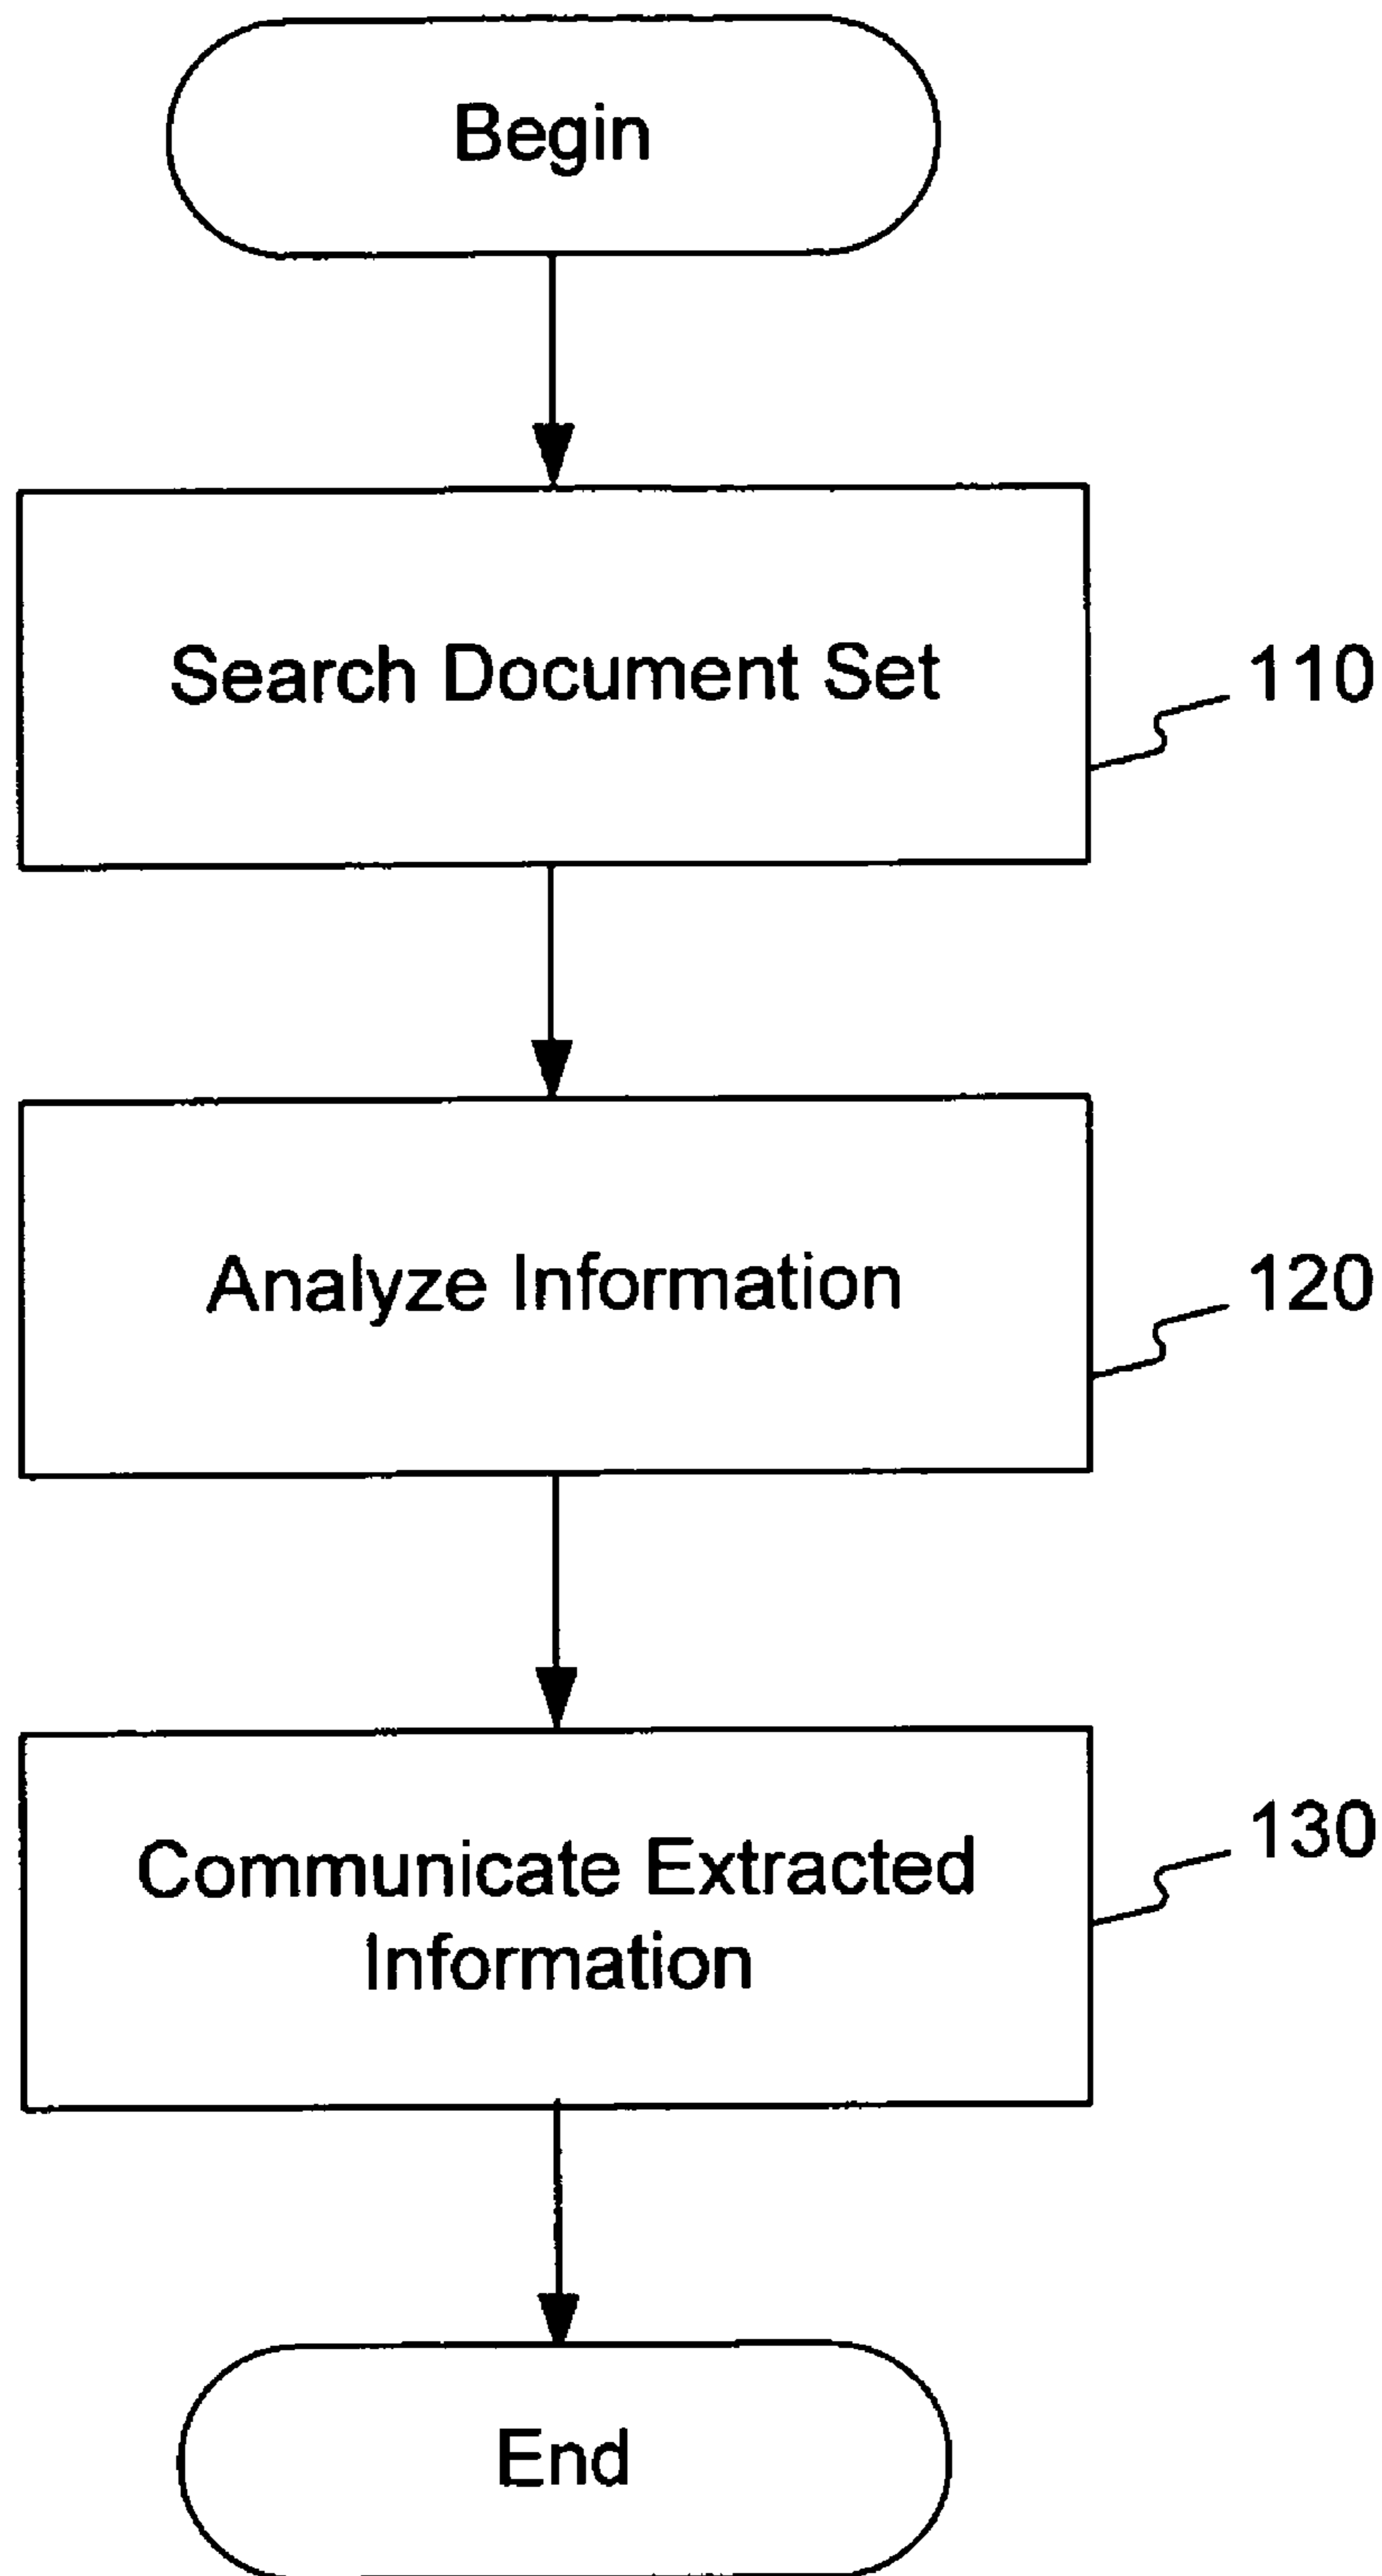 Begin
Search Document Set
110
Analyze Information
120
Communicate Extracted
Information
130
End